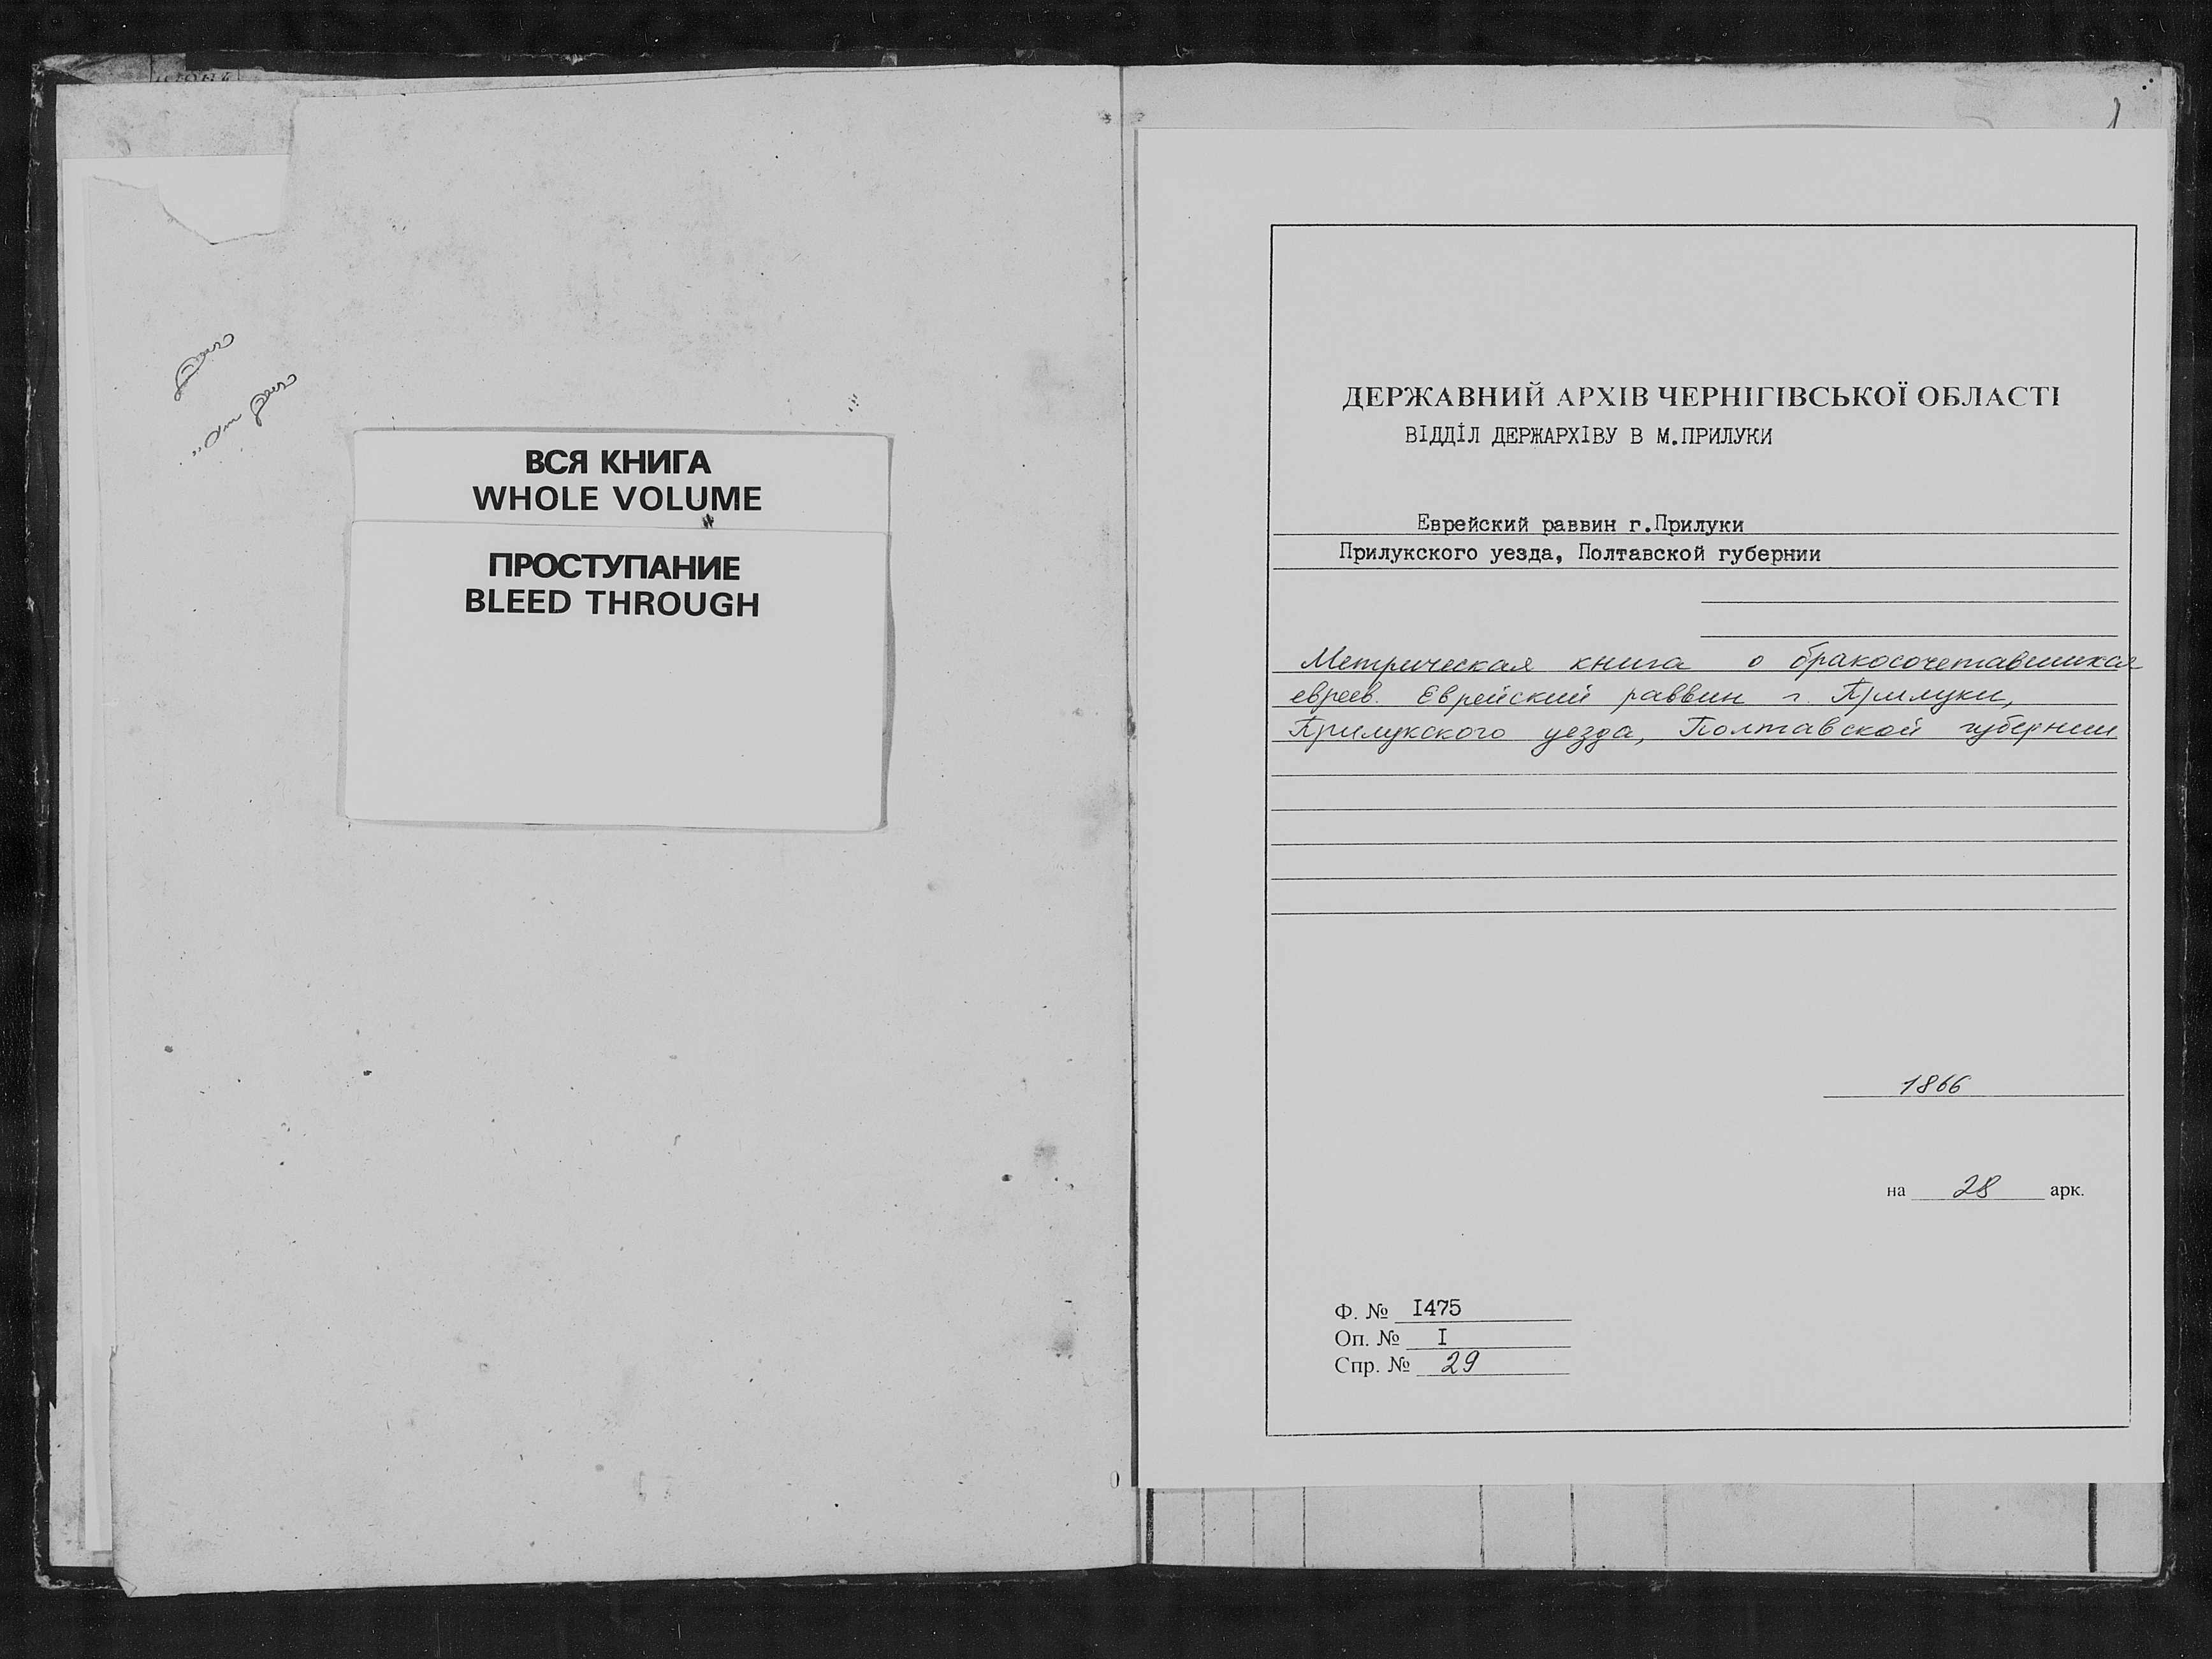 ВСЯ КНИГА
WHOLE VOLUME
ПРОСТУПАНИЕ
BLEED THROUGH
ДЕРЖАВНИЙ АРХІВ ЧЕРНІГІВСЬКОЇ ОБЛАСТІ
ВІДДІЛ ДЕРЖАРХІВУ В М.ПРИЛУКИ
Еврейский раввин г.Прилуки
Прилукского уезда, Полтавской губернии
Метрическая книга о бракосочетавшихся
евреев. Еврейский раввин г. Прилуки,
Прилукского уезда, Полтавской губернии
1866
на 28 арк.
Ф. № I475
Оп. № I
Спр. № 29